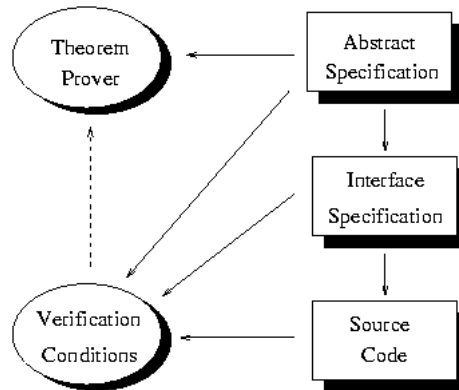 Theorem
Prover
Abstract
Specification
Interface
Specification
Verification
Conditions
Source
Code